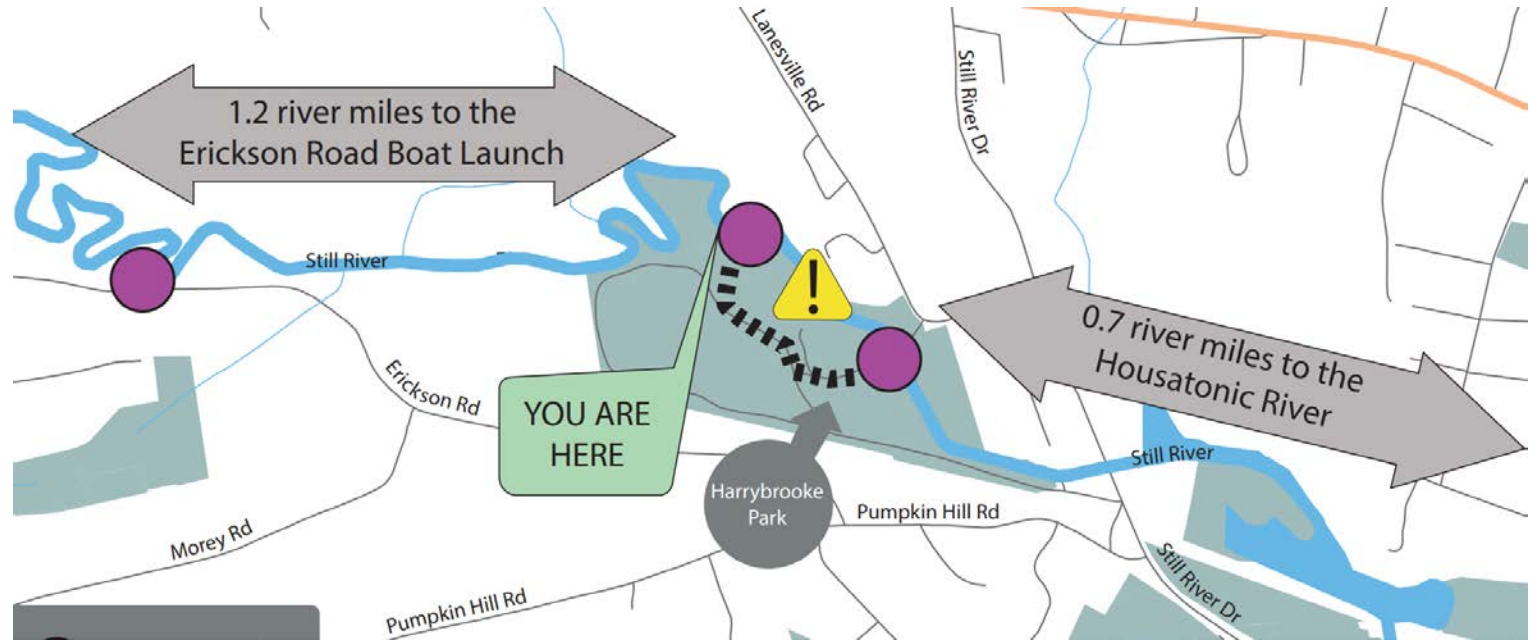 1.2 river miles to the
Erickson Road Boat Launch
Lanesville Rd
Still River Dr
Still River
!
0.7 river miles to the
Housatonic River
Erickson Rd
YOU ARE
HERE
Still River
Harrybrooke
Park
Pumpkin Hill Rd
Morey Rd
Pumpkin Hill Rd
Still River Dr